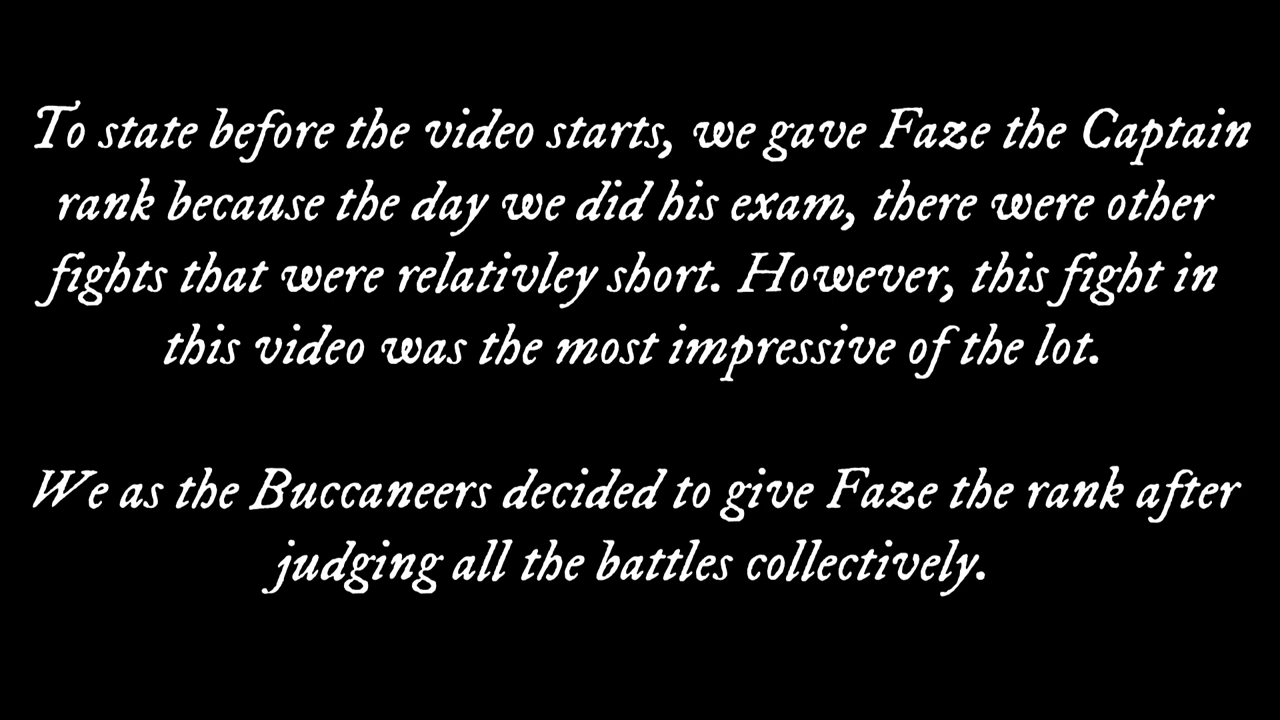 To state before the video starts, we gave Faze the Captain
rank because the day we did his exam, there were other
fights that were relativley short. However, this fight in
this video was the most impressive of the lot.
We as the Buccaneers decided to give Faze the rank after
judging all the battles collectively.